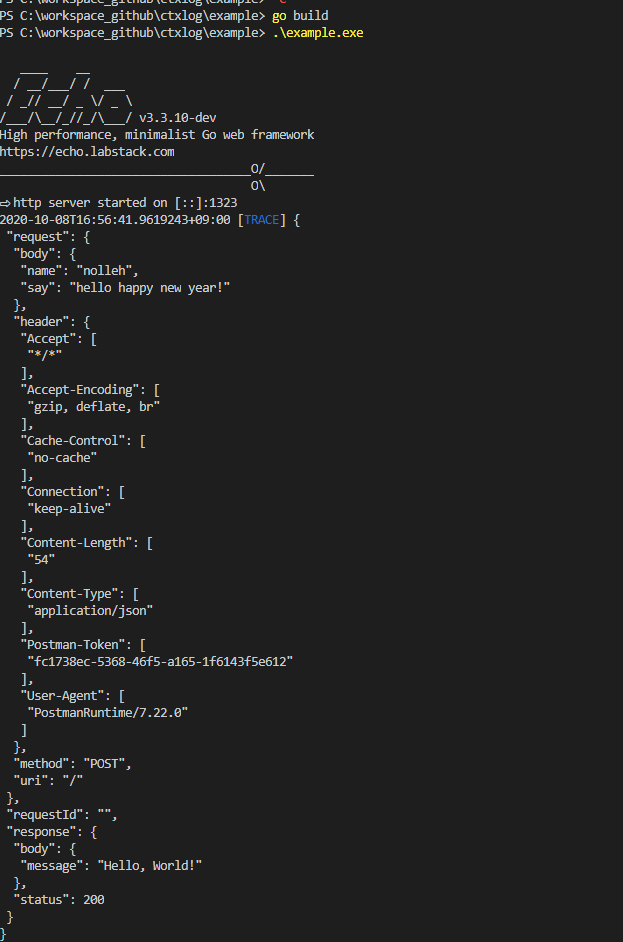 PS C:\workspace_github\ctxlog\example> ^C
PS C:\workspace_github\ctxlog\example> go build
PS C:\workspace_github\ctxlog\example> .\example.exe
   ____    __
  / __/___/ /  ___
 / _// __/ _ \/ _ \
/___/\__/_//_/\___/ v3.3.10-dev
High performance, minimalist Go web framework
https://echo.labstack.com
____________________________________O/_______
                                    O\
⇨ http server started on [::]:1323
2020-10-08T16:56:41.9619243+09:00 [TRACE] {
 "request": {
  "body": {
   "name": "nolleh",
   "say": "hello happy new year!"
  },
  "header": {
   "Accept": [
    "*/*"
   ],
   "Accept-Encoding": [
    "gzip, deflate, br"
   ],
   "Cache-Control": [
    "no-cache"
   ],
   "Connection": [
    "keep-alive"
   ],
   "Content-Length": [
    "54"
   ],
   "Content-Type": [
    "application/json"
   ],
   "Postman-Token": [
    "fc1738ec-5368-46f5-a165-1f6143f5e612"
   ],
   "User-Agent": [
    "PostmanRuntime/7.22.0"
   ]
  },
  "method": "POST",
  "uri": "/"
 },
 "requestId": "",
 "response": {
  "body": {
   "message": "Hello, World!"
  },
  "status": 200
 }
}